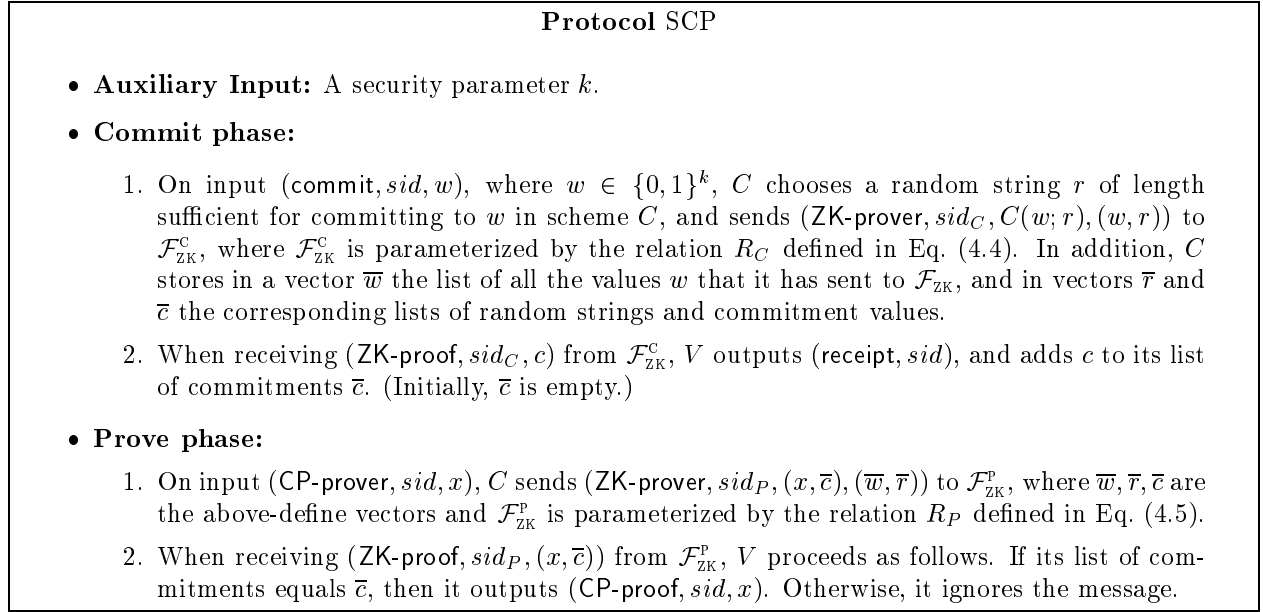 Protocol SCP
• Auxiliary Input: A security parameter k.
• Commit phase:
1. On input (commit, sid, w), where w ∈ {0, 1}^k, C chooses a random string r of length
sufficient for committing to w in scheme C, and sends (ZK-prover, sid_C, C(w; r), (w, r)) to
F_ZK^C, where F_ZK^C is parameterized by the relation R_C defined in Eq. (4.4). In addition, C
stores in a vector w̅ the list of all the values w that it has sent to F_ZK, and in vectors r̅ and
c̅ the corresponding lists of random strings and commitment values.
2. When receiving (ZK-proof, sid_C, c) from F_ZK^C, V outputs (receipt, sid), and adds c to its list
of commitments c̅. (Initially, c̅ is empty.)
• Prove phase:
1. On input (CP-prover, sid, x), C sends (ZK-prover, sid_P, (x, c̅), (w̅, r̅)) to F_ZK^P, where w̅, r̅, c̅ are
the above-define vectors and F_ZK^P is parameterized by the relation R_P defined in Eq. (4.5).
2. When receiving (ZK-proof, sid_P, (x, c̅)) from F_ZK^P, V proceeds as follows. If its list of com-
mitments equals c̅, then it outputs (CP-proof, sid, x). Otherwise, it ignores the message.